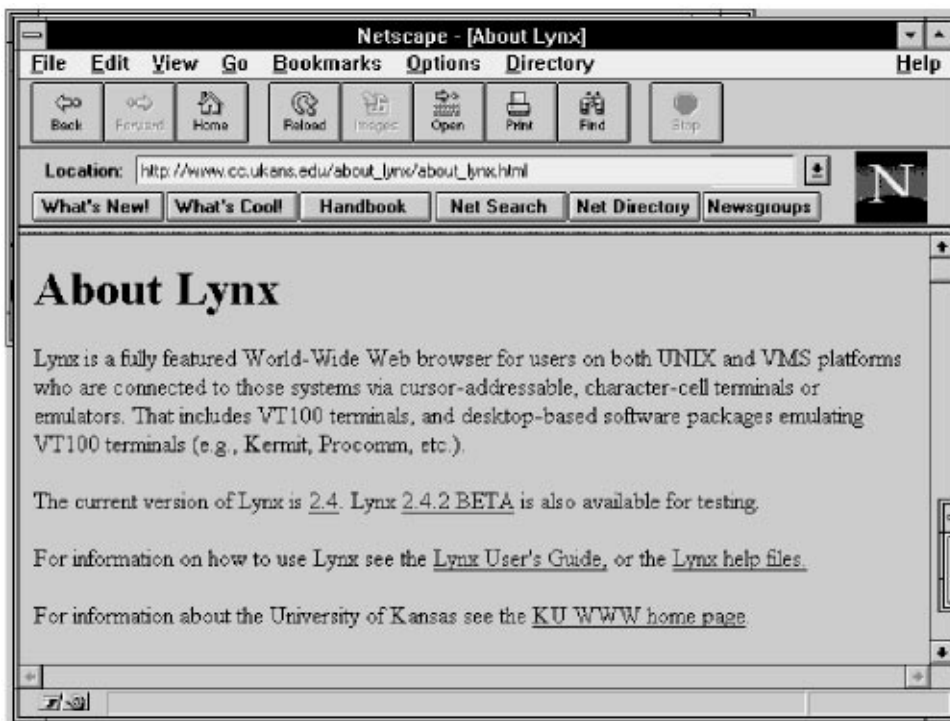 Netscape - [About Lynx]
File Edit View Go Bookmarks Options Directory Help
Back Forward Home Reload Images Open Print Find Stop
Location: http://www.cc.ukans.edu/about_lynx/about_lynx.html
N
What's New! What's Cool! Handbook Net Search Net Directory Newsgroups
About Lynx
Lynx is a fully featured World-Wide Web browser for users on both UNIX and VMS platforms
who are connected to those systems via cursor-addressable, character-cell terminals or
emulators. That includes VT100 terminals, and desktop-based software packages emulating
VT100 terminals (e.g., Kermit, Procomm, etc.).
The current version of Lynx is 2.4. Lynx 2.4.2 BETA is also available for testing.
For information on how to use Lynx see the Lynx User's Guide, or the Lynx help files.
For information about the University of Kansas see the KU WWW home page.